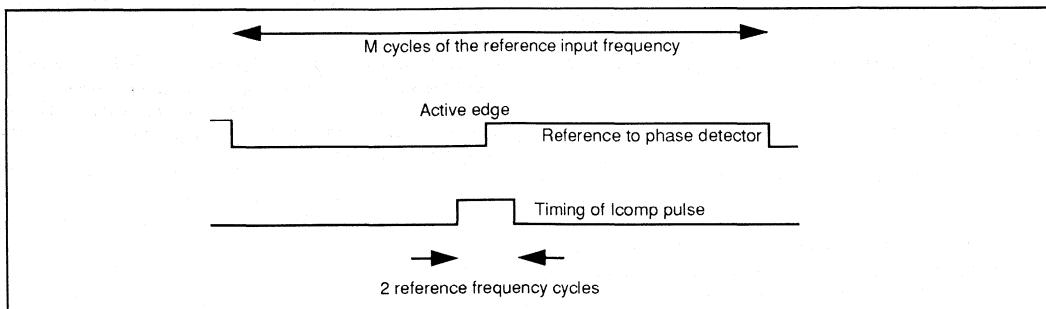 M cycles of the reference input frequency
Active edge
Reference to phase detector
Timing of Icomp pulse
2 reference frequency cycles